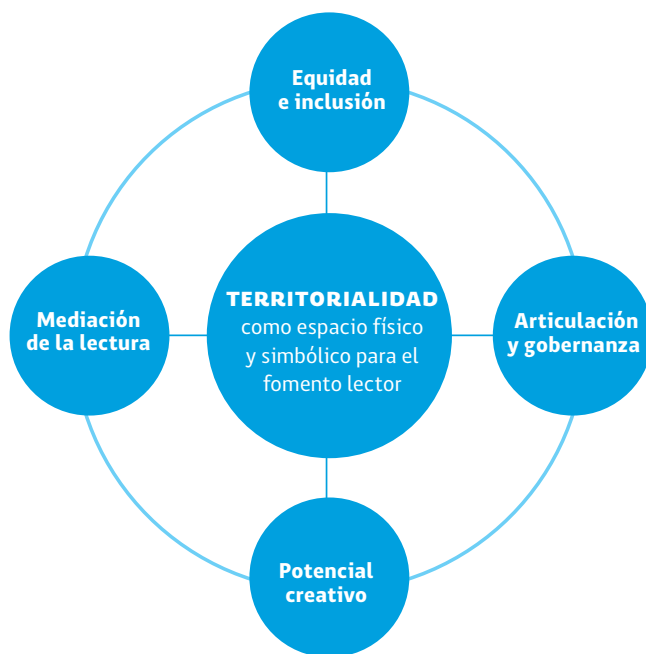 Equidad
e inclusión
TERRITORIALIDAD
como espacio físico
y simbólico para el
fomento lector
Mediación
de la lectura
Articulación
y gobernanza
Potencial
creativo